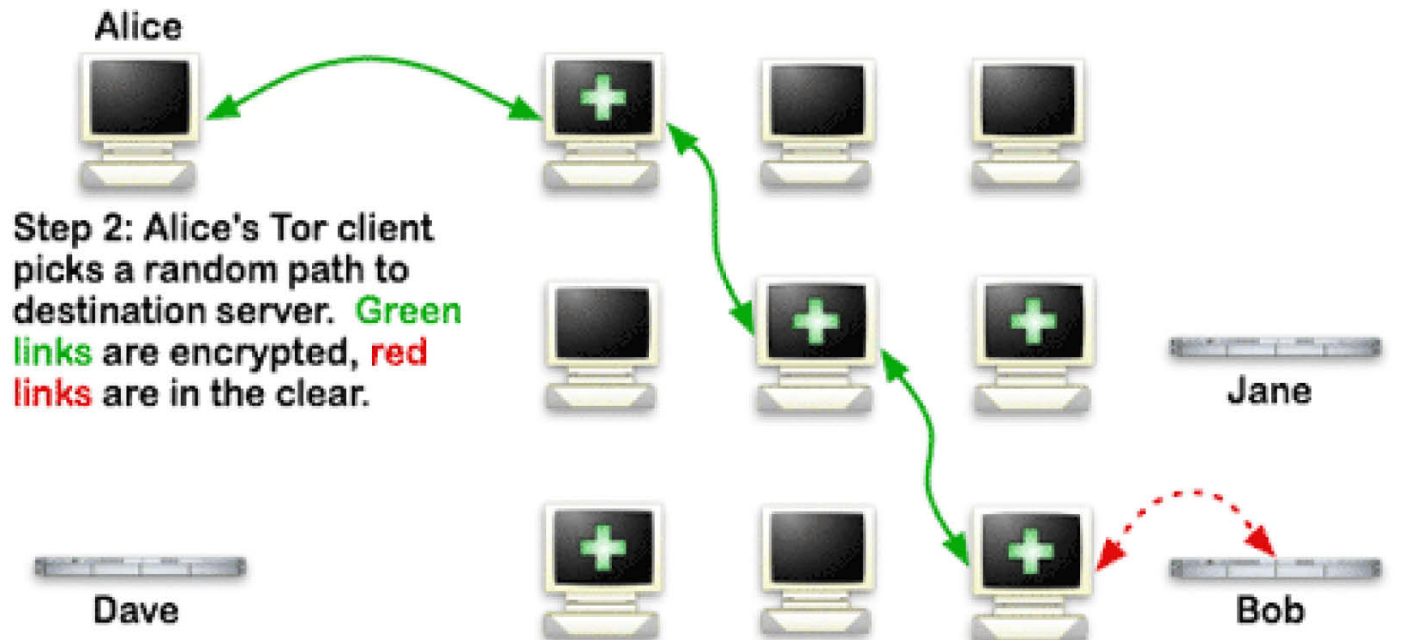 Alice
Step 2: Alice's Tor client
picks a random path to
destination server. Green
links are encrypted, red
links are in the clear.
Jane
Dave
Bob